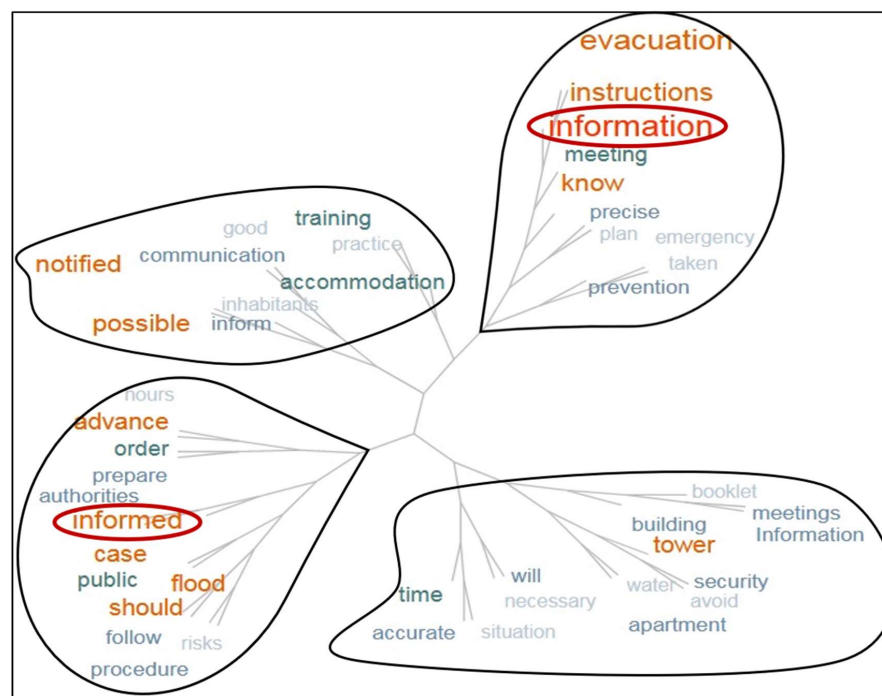 evacuation
instructions
information
meeting
know
precise
plan emergency
taken
prevention
training
good
practice
communication
notified
accommodation
inhabitants
possible inform
hours
advance
order
prepare
authorities
informed
case
public flood
should
follow risks
procedure
booklet
meetings
building Information
tower
will
water security
time
necessary avoid
accurate situation apartment